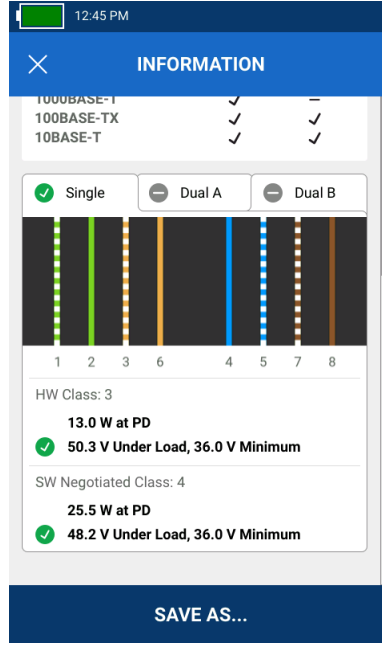 12:45 PM
INFORMATION
1000BASE-T ✓ –
100BASE-TX ✓ ✓
10BASE-T ✓ ✓
Single Dual A Dual B
1 2 3 6 4 5 7 8
HW Class: 3
13.0 W at PD
50.3 V Under Load, 36.0 V Minimum
SW Negotiated Class: 4
25.5 W at PD
48.2 V Under Load, 36.0 V Minimum
SAVE AS...